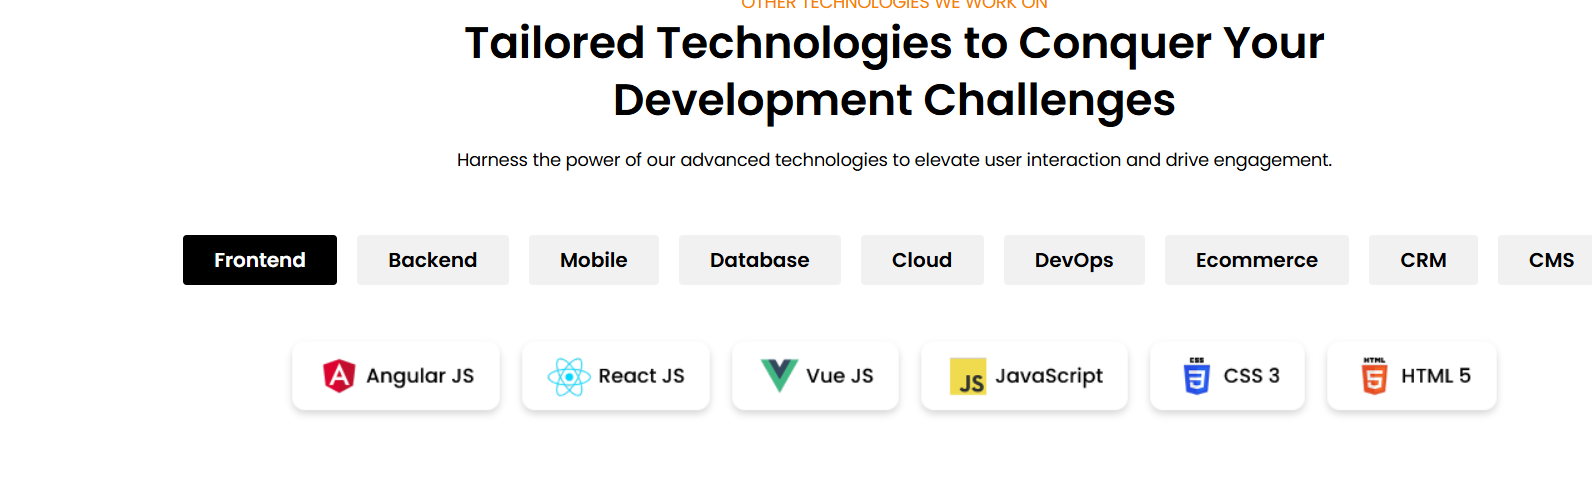 OTHER TECHNOLOGIES WE WORK ON
Tailored Technologies to Conquer Your
Development Challenges
Harness the power of our advanced technologies to elevate user interaction and drive engagement.
Frontend Backend Mobile Database Cloud DevOps Ecommerce CRM CMS
Angular JS React JS Vue JS JS JavaScript CSS 3 HTML 5